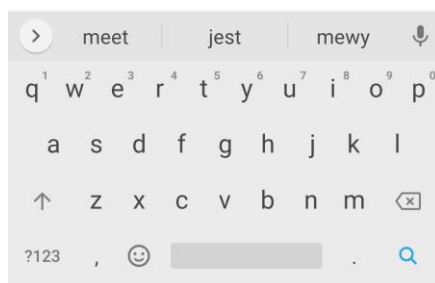 meet jest mewy
q1 w2 e3 r4 t5 y6 u7 i8 o9 p0
a s d f g h j k l
z x c v b n m
?123 , .